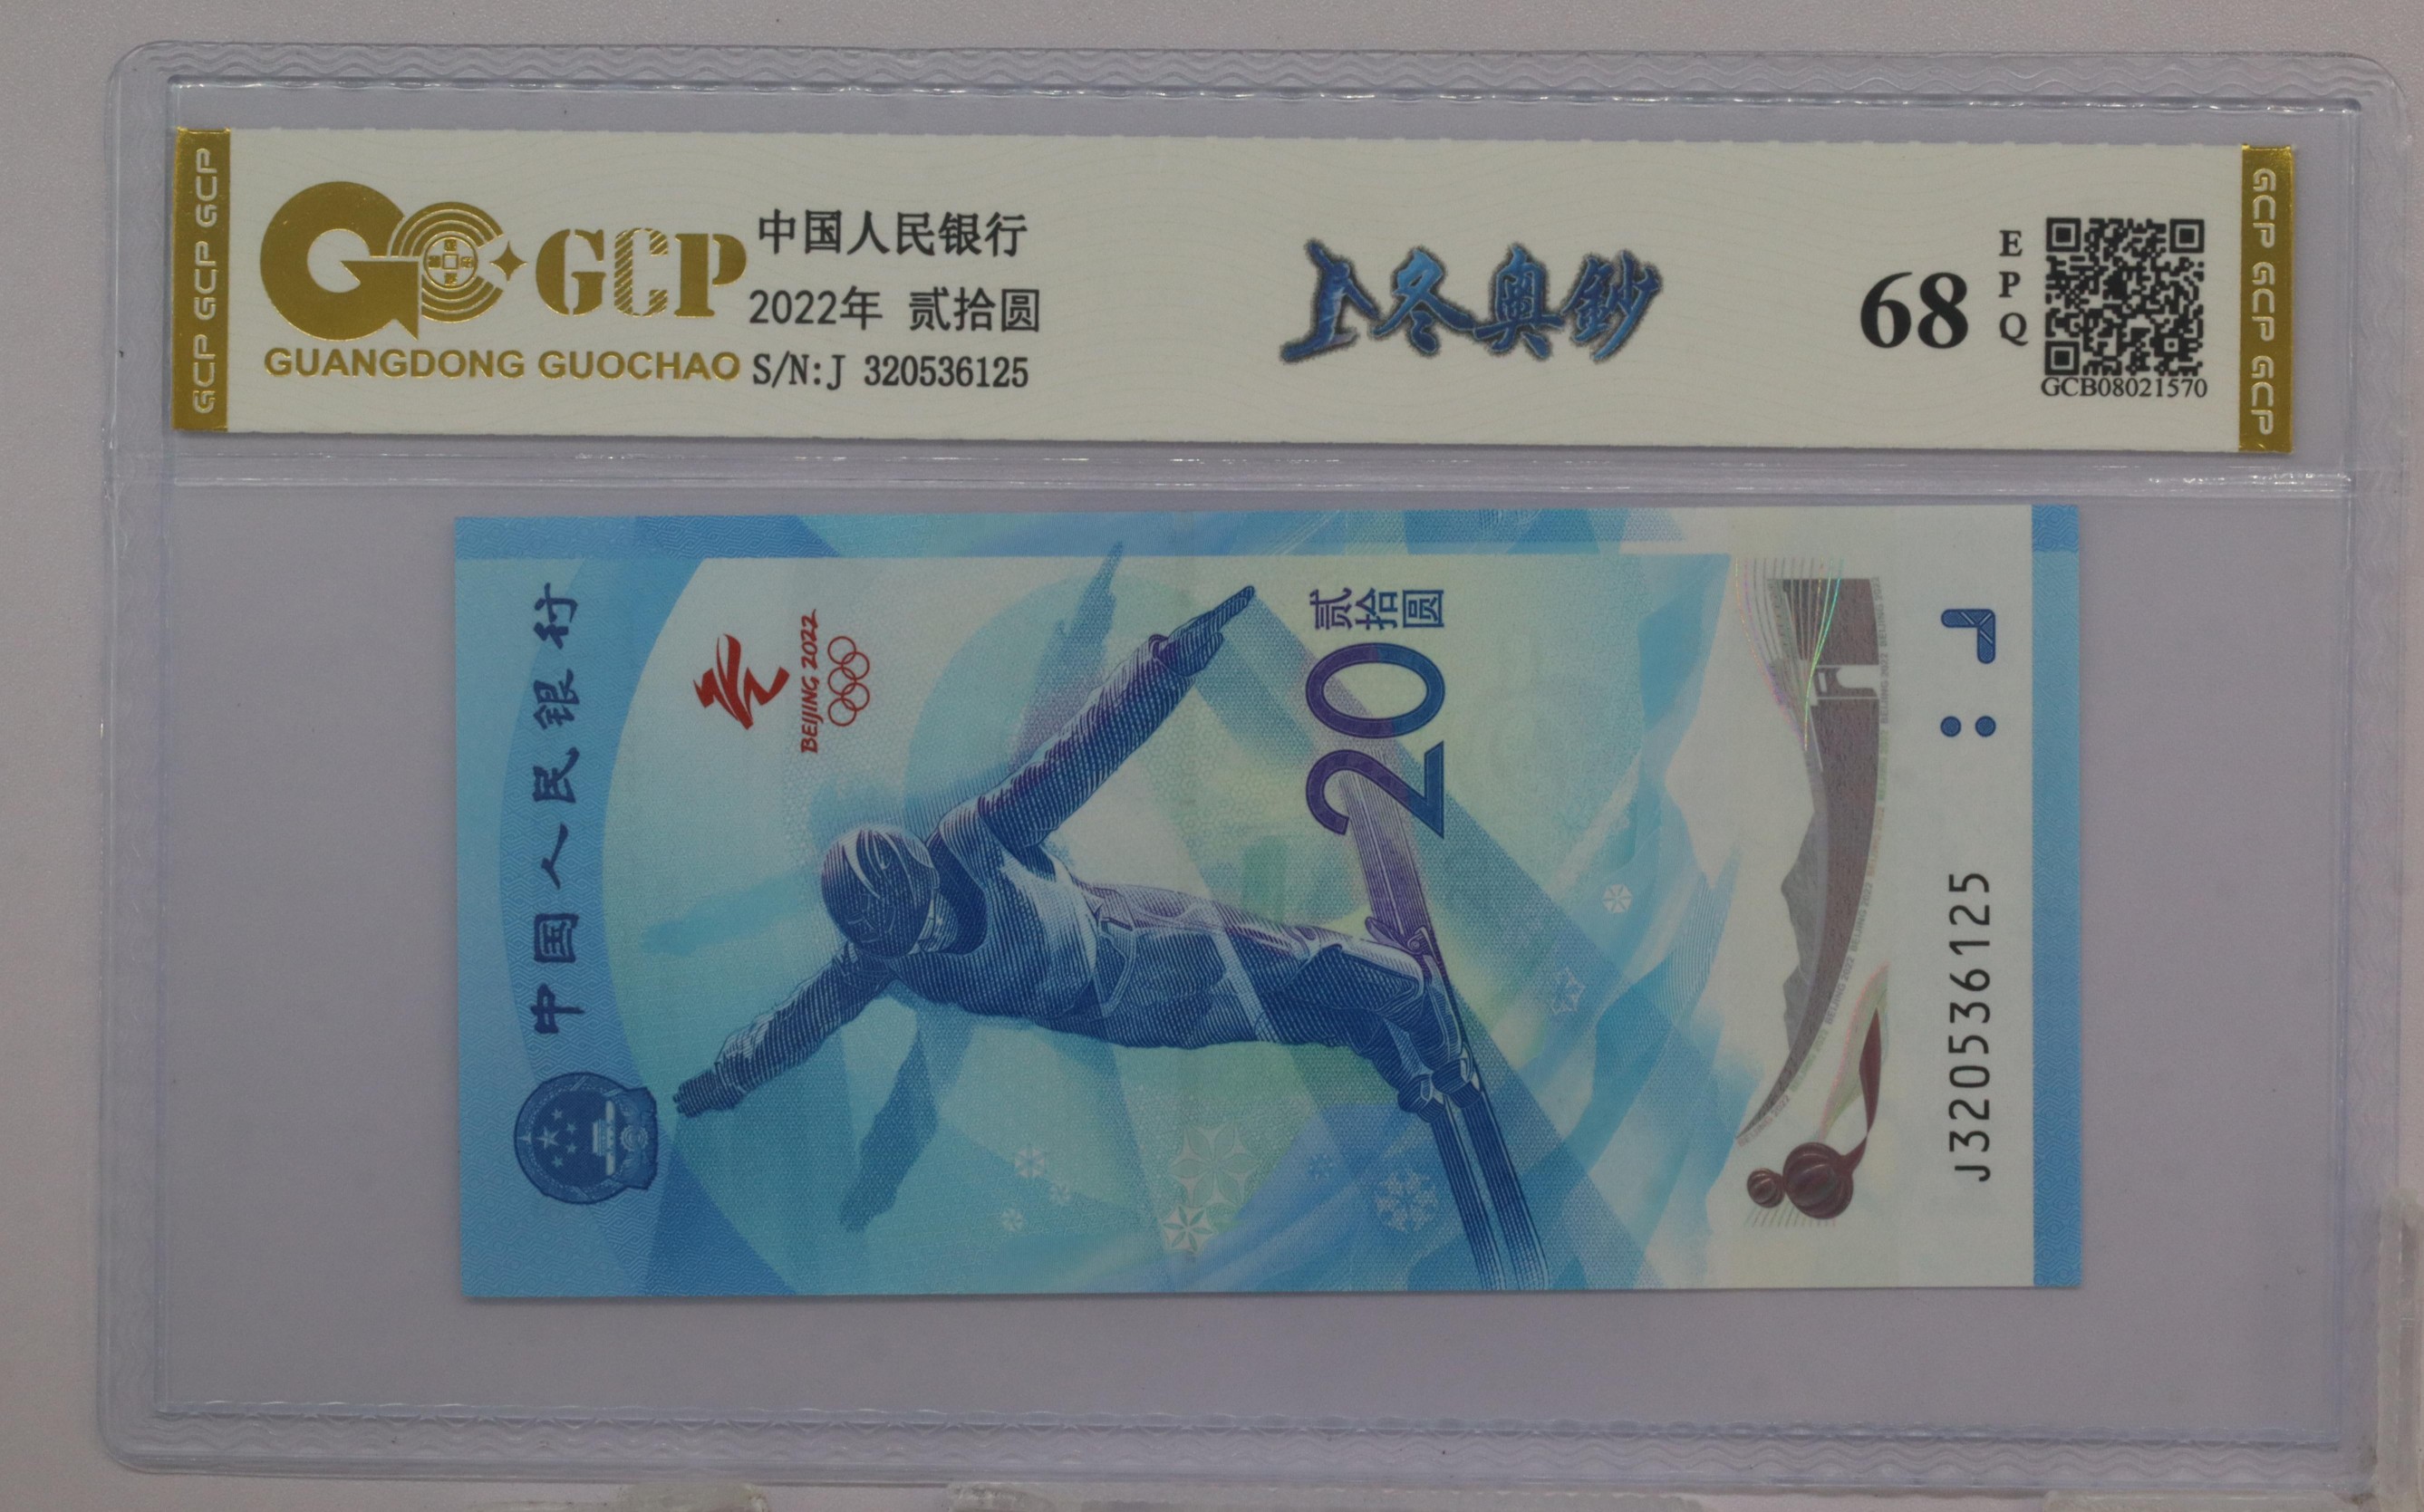 GCP GCP GCP
GCP
GUANGDONG GUOCHAO
中国人民银行
2022年 贰拾圆
S/N:J 320536125
冬奥鈔
68
EPQ
GCB08021570
GCP GCP GCP
中国人民银行
BEIJING 2022
贰拾圆
20
J320536125